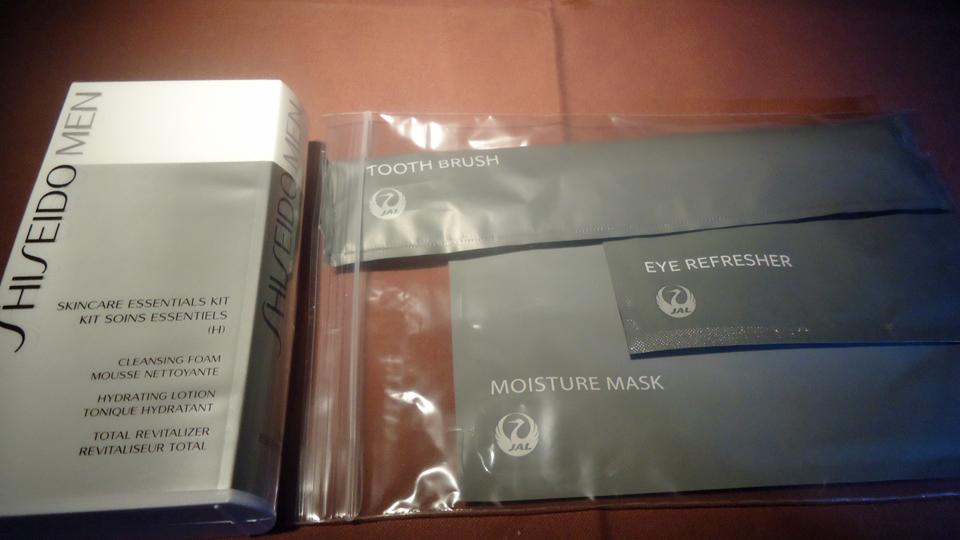 SHISEIDO MEN
SKINCARE ESSENTIALS KIT
KIT SOINS ESSENTIELS
(H)
CLEANSING FOAM
MOUSSE NETTOYANTE
HYDRATING LOTION
TONIQUE HYDRATANT
TOTAL REVITALIZER
REVITALISEUR TOTAL
SHISEIDO MEN
TOOTH BRUSH
JAL
EYE REFRESHER
JAL
MOISTURE MASK
JAL